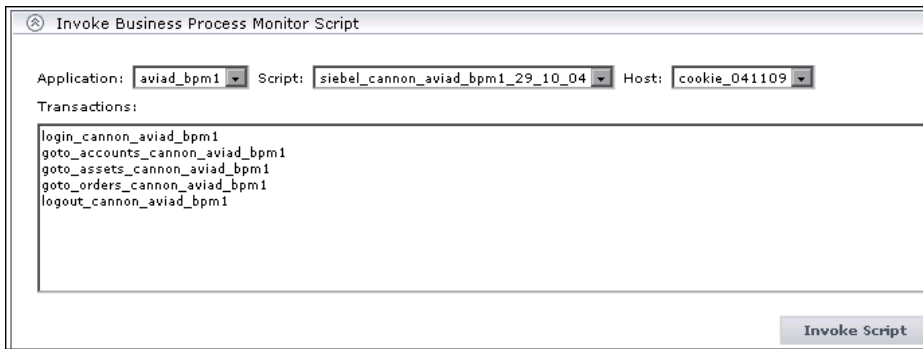 Invoke Business Process Monitor Script
Application: aviad_bpm1 Script: siebel_cannon_aviad_bpm1_29_10_04 Host: cookie_041109
Transactions:
login_cannon_aviad_bpm1
goto_accounts_cannon_aviad_bpm1
goto_assets_cannon_aviad_bpm1
goto_orders_cannon_aviad_bpm1
logout_cannon_aviad_bpm1
Invoke Script